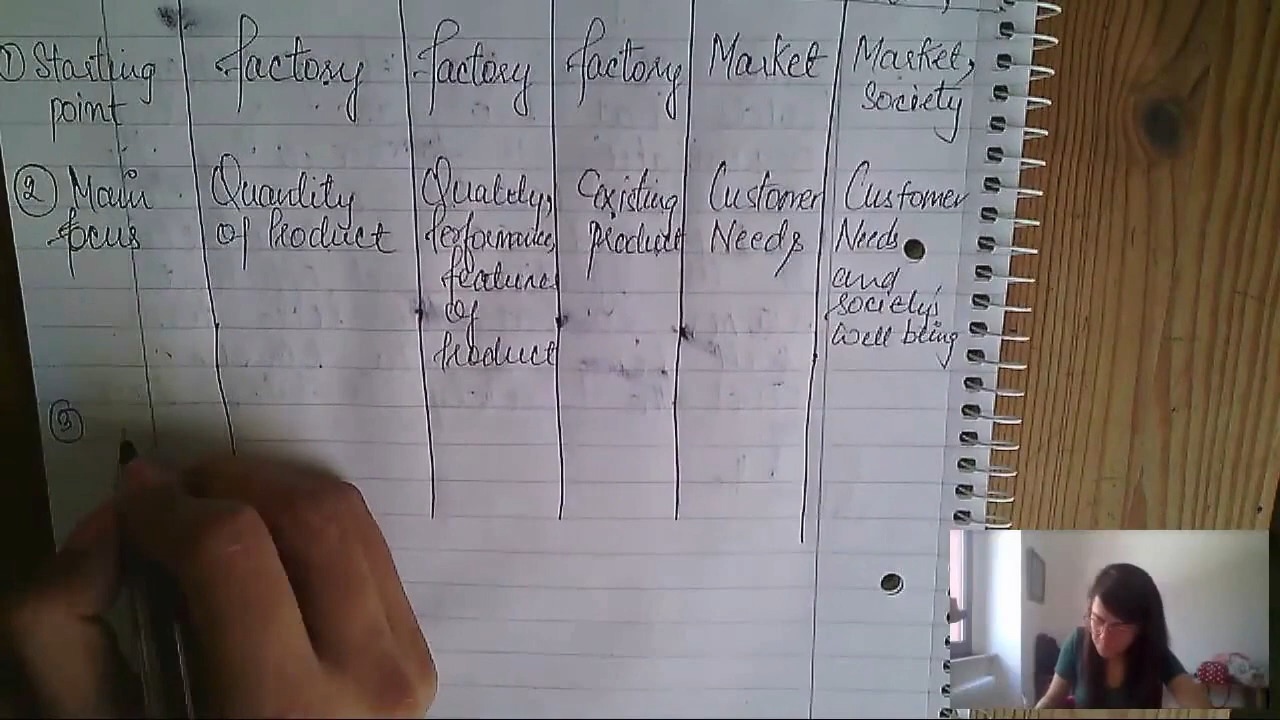 ① Starting point
Factory
Factory
Factory
Market
Market, society
② Main focus
Quantity of Product
Quality, Performance, features of Product
Existing product
Customer Needs
Customer Needs and society's well being
③